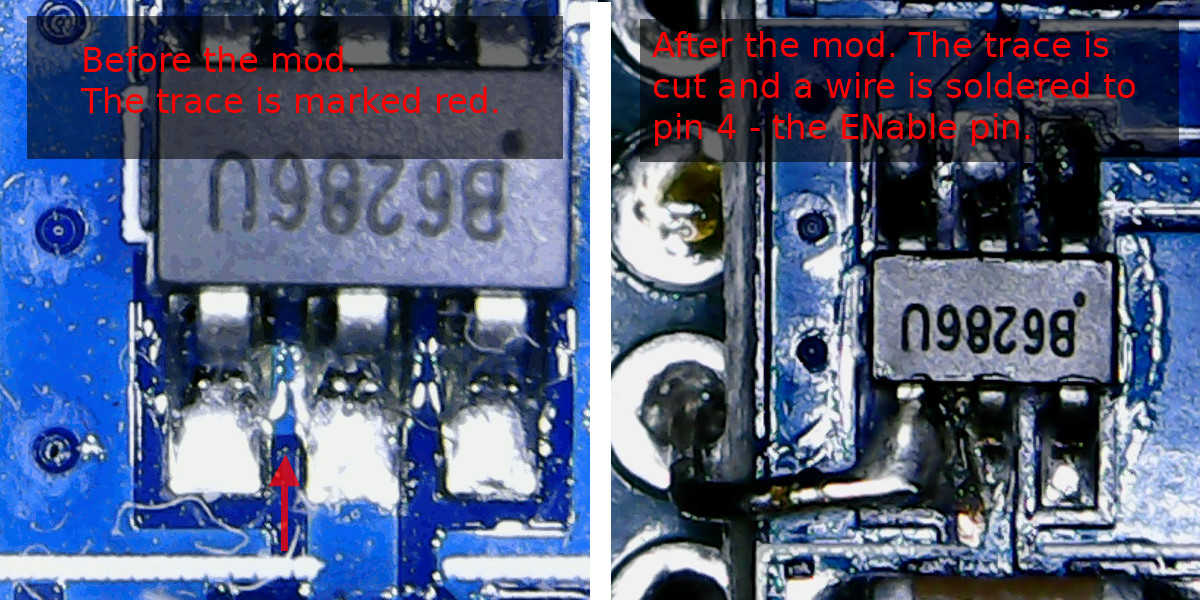 Before the mod.
The trace is marked red.
B6286U
After the mod. The trace is
cut and a wire is soldered to
pin 4 - the ENable pin.
B6286U